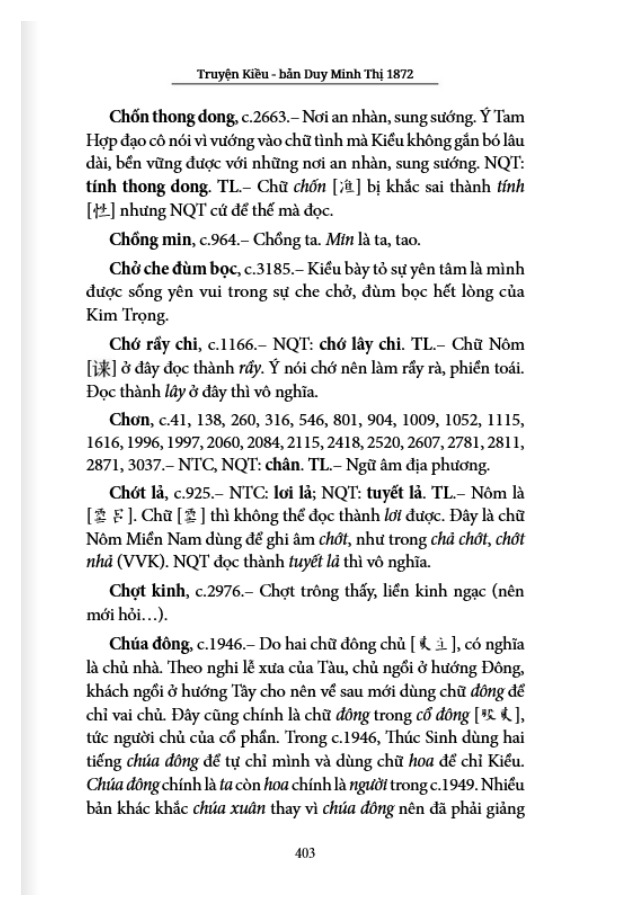 Truyện Kiều - bản Duy Minh Thị 1872
Chốn thong dong, c.2663.– Nơi an nhàn, sung sướng. Ý Tam
Hợp đạo cô nói vì vướng vào chữ tình mà Kiều không gắn bó lâu
dài, bền vững được với những nơi an nhàn, sung sướng. NQT:
tính thong dong. TL.– Chữ chốn [准] bị khắc sai thành tính
[性] nhưng NQT cứ để thế mà đọc.
Chồng min, c.964.– Chồng ta. Min là ta, tao.
Chở che đùm bọc, c.3185.– Kiều bày tỏ sự yên tâm là mình
được sống yên vui trong sự che chở, đùm bọc hết lòng của
Kim Trọng.
Chớ rầy chi, c.1166.– NQT: chớ lây chi. TL.– Chữ Nôm
[] ở đây đọc thành rầy. Ý nói chớ nên làm rầy rà, phiền toái.
Đọc thành lây ở đây thì vô nghĩa.
Chơn, c.41, 138, 260, 316, 546, 801, 904, 1009, 1052, 1115,
1616, 1996, 1997, 2060, 2084, 2115, 2418, 2520, 2607, 2781, 2811,
2871, 3037.– NTC, NQT: chân. TL.– Ngữ âm địa phương.
Chớt lả, c.925.– NTC: lơi lả; NQT: tuyết lả. TL.– Nôm là
[]. Chữ [] thì không thể đọc thành lơi được. Đây là chữ
Nôm Miền Nam dùng để ghi âm chớt, như trong chả chớt, chớt
nhả (VVK). NQT đọc thành tuyết lả thì vô nghĩa.
Chợt kinh, c.2976.– Chợt trông thấy, liền kinh ngạc (nên
mới hỏi…).
Chúa đông, c.1946.– Do hai chữ đông chủ [東主], có nghĩa
là chủ nhà. Theo nghi lễ xưa của Tàu, chủ ngồi ở hướng Đông,
khách ngồi ở hướng Tây cho nên về sau mới dùng chữ đông để
chỉ vai chủ. Đây cũng chính là chữ đông trong cổ đông [股東],
tức người chủ của cổ phần. Trong c.1946, Thúc Sinh dùng hai
tiếng chúa đông để tự chỉ mình và dùng chữ hoa để chỉ Kiều.
Chúa đông chính là ta còn hoa chính là người trong c.1949. Nhiều
bản khác khắc chúa xuân thay vì chúa đông nên đã phải giảng
403